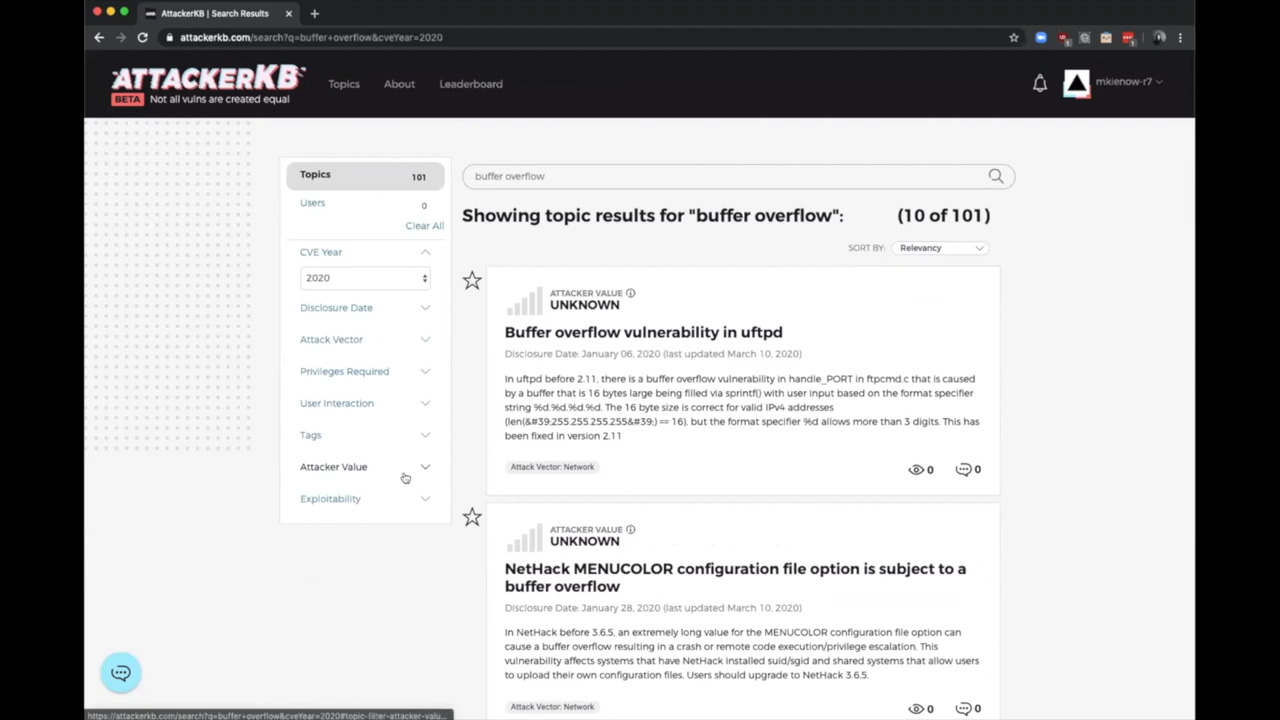 AttackerKB | Search Results
attackerkb.com/search?q=buffer+overflow&cveYear=2020
ATTACKERKB
BETA Not all vulns are created equal
Topics About Leaderboard
mkienow-r7
Topics 101
Users 0
Clear All
CVE Year
2020
Disclosure Date
Attack Vector
Privileges Required
User Interaction
Tags
Attacker Value
Exploitability
buffer overflow
Showing topic results for "buffer overflow": (10 of 101)
SORT BY: Relevancy
ATTACKER VALUE
UNKNOWN
Buffer overflow vulnerability in uftpd
Disclosure Date: January 06, 2020 (last updated March 10, 2020)
In uftpd before 2.11, there is a buffer overflow vulnerability in handle_PORT in ftpcmd.c that is caused
by a buffer that is 16 bytes large being filled via sprintf() with user input based on the format specifier
string %d.%d.%d.%d. The 16 byte size is correct for valid IPv4 addresses
(len(&#39;255.255.255.255&#39;) == 16), but the format specifier %d allows more than 3 digits. This has
been fixed in version 2.11
Attack Vector: Network
0 0
ATTACKER VALUE
UNKNOWN
NetHack MENUCOLOR configuration file option is subject to a
buffer overflow
Disclosure Date: January 28, 2020 (last updated March 10, 2020)
In NetHack before 3.6.5, an extremely long value for the MENUCOLOR configuration file option can
cause a buffer overflow resulting in a crash or remote code execution/privilege escalation. This
vulnerability affects systems that have NetHack installed suid/sgid and shared systems that allow users
to upload their own configuration files. Users should upgrade to NetHack 3.6.5.
Attack Vector: Network
0 0
https://attackerkb.com/search?q=buffer+overflow&cveYear=2020#topic-filter-attacker-valu...